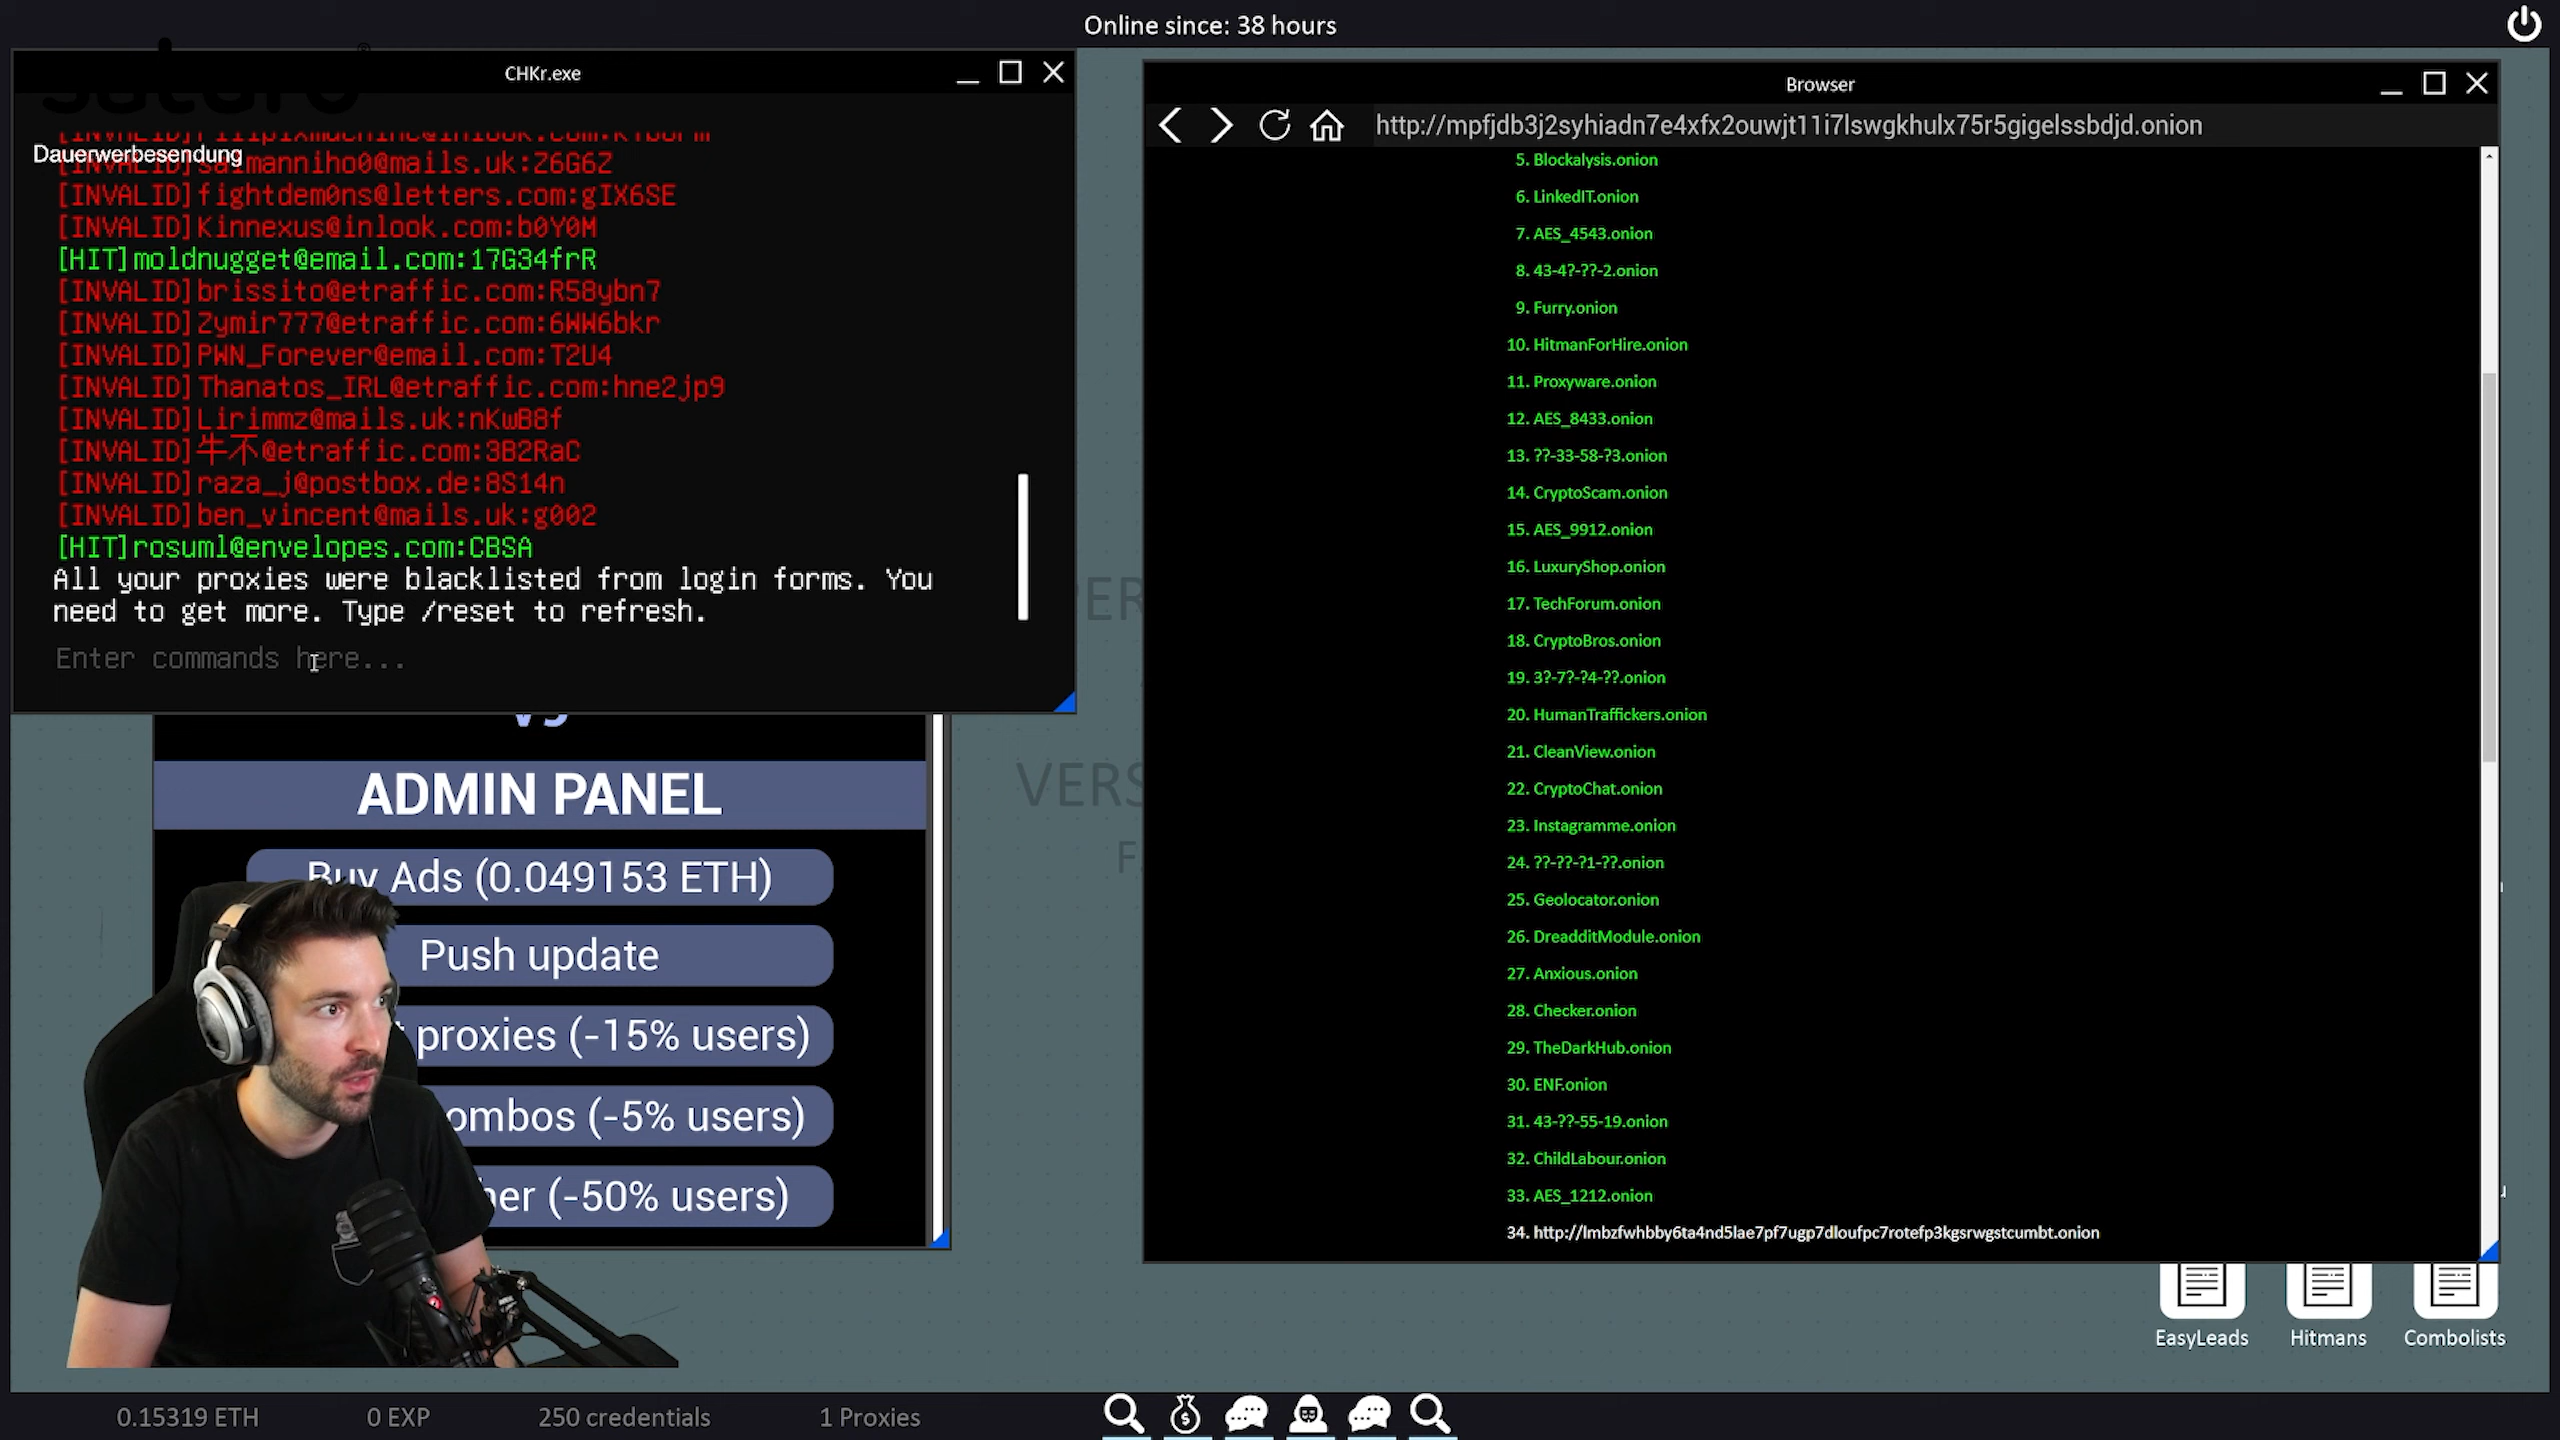 Online since: 38 hours
CHKr.exe
Dauerwerbesendung
[INVALID]salmanniho0@mails.uk:Z6G6Z
[INVALID]fightdem0ns@letters.com:gIX6SE
[INVALID]Kinnexus@inlook.com:b0Y0M
[HIT]moldnugget@email.com:17G34frR
[INVALID]brissito@etraffic.com:R58ybn7
[INVALID]Zymir777@etraffic.com:6WW6bkr
[INVALID]PWN_Forever@email.com:T2U4
[INVALID]Thanatos_IRL@etraffic.com:hne2jp9
[INVALID]Lirimmz@mails.uk:nKwB8f
[INVALID]牛不@etraffic.com:3B2RaC
[INVALID]raza_j@postbox.de:8S14n
[INVALID]ben_vincent@mails.uk:g002
[HIT]rosuml@envelopes.com:CBSA
All your proxies were blacklisted from login forms. You
need to get more. Type /reset to refresh.
Enter commands here...
ADMIN PANEL
Buy Ads (0.049153 ETH)
Push update
proxies (-15% users)
ombos (-5% users)
(-50% users)
Browser
http://mpfjdb3j2syhiadn7e4xfx2ouwjt11i7lswgkhulx75r5gigelssbdjd.onion
5. Blockalysis.onion
6. LinkedIT.onion
7. AES_4543.onion
8. 43-4?-??-2.onion
9. Furry.onion
10. HitmanForHire.onion
11. Proxyware.onion
12. AES_8433.onion
13. ??-33-58-?3.onion
14. CryptoScam.onion
15. AES_9912.onion
16. LuxuryShop.onion
17. TechForum.onion
18. CryptoBros.onion
19. 3?-7?-?4-??.onion
20. HumanTraffickers.onion
21. CleanView.onion
22. CryptoChat.onion
23. Instagramme.onion
24. ??-??-?1-??.onion
25. Geolocator.onion
26. DreadditModule.onion
27. Anxious.onion
28. Checker.onion
29. TheDarkHub.onion
30. ENF.onion
31. 43-??-55-19.onion
32. ChildLabour.onion
33. AES_1212.onion
34. http://lmbzfwhbby6ta4nd5lae7pf7ugp7dloufpc7rotefp3kgsrwgstcumbt.onion
EasyLeads
Hitmans
Combolists
0.15319 ETH
0 EXP
250 credentials
1 Proxies